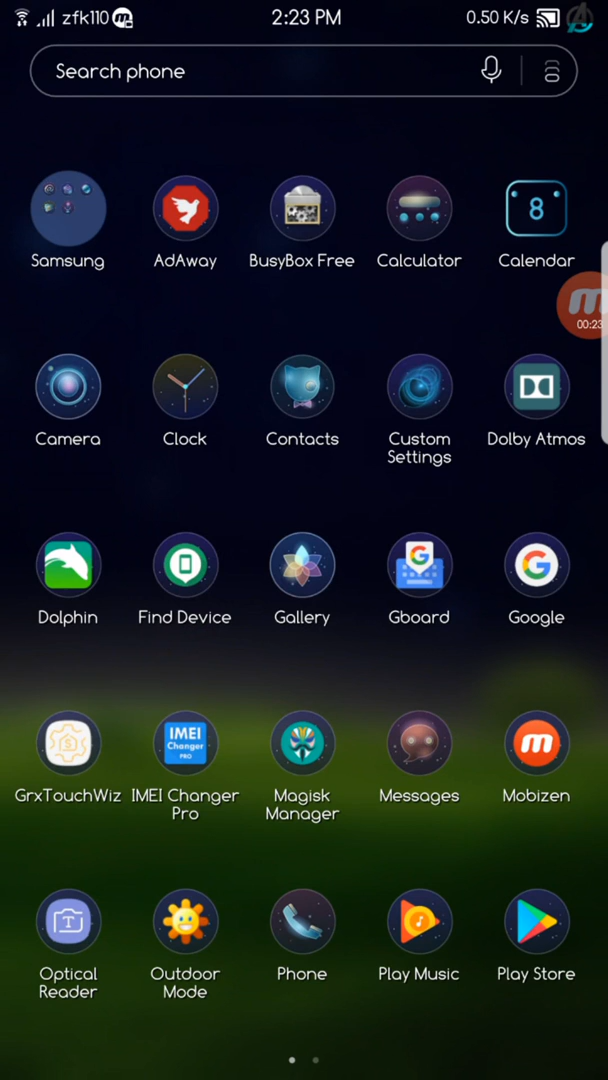 zfk110 2:23 PM 0.50 K/s
Search phone
Samsung AdAway BusyBox Free Calculator 8 Calendar
00:23
Camera Clock Contacts Custom Settings Dolby Atmos
Dolphin Find Device Gallery Gboard Google
IMEI Changer PRO
GrxTouchWiz IMEI Changer Pro Magisk Manager Messages Mobizen
Optical Reader Outdoor Mode Phone Play Music Play Store